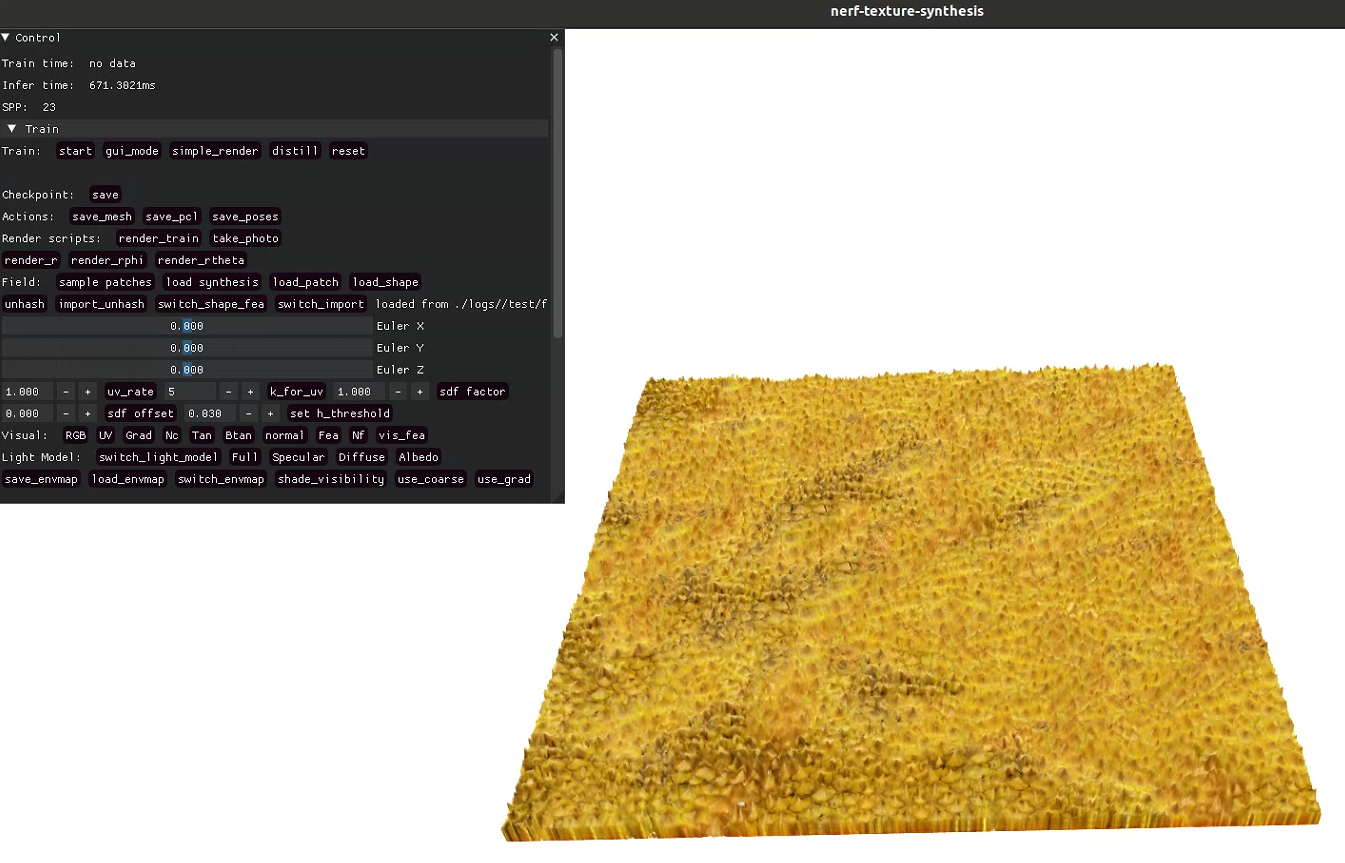 nerf-texture-synthesis
Control
Train time: no data
Infer time: 671.3021ms
SPP: 23
Train
Train: start gui_mode simple_render distill reset
Checkpoint: save
Actions: save_mesh save_pcl save_poses
Render scripts: render_train take_photo
render_r render_rphi render_rtheta
Field: sample patches load synthesis load_patch load_shape
unhash import_unhash switch_shape_fea switch_import loaded from ./logs//test/f
0.000 Euler X
0.000 Euler Y
0.000 Euler Z
1.000 - + uv_rate 5 - + k_for_uv 1.000 - + sdf factor
0.000 - + sdf offset 0.030 - + set h_threshold
Visual: RGB UV Grad Nc Tan Btan normal Fea Nf vis_fea
Light Model: switch_light_model Full Specular Diffuse Albedo
save_envmap load_envmap switch_envmap shade_visibility use_coarse use_grad